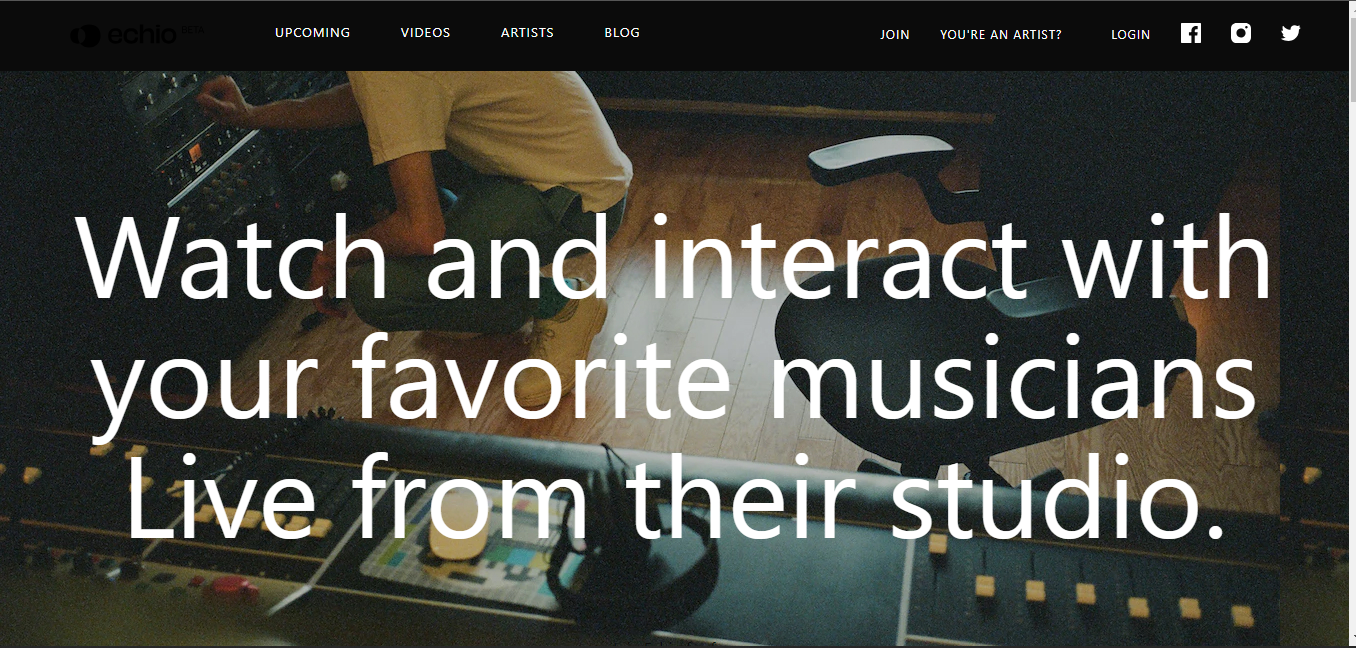 echio BETA
UPCOMING VIDEOS ARTISTS BLOG JOIN YOU'RE AN ARTIST? LOGIN
Watch and interact with
your favorite musicians
Live from their studio.